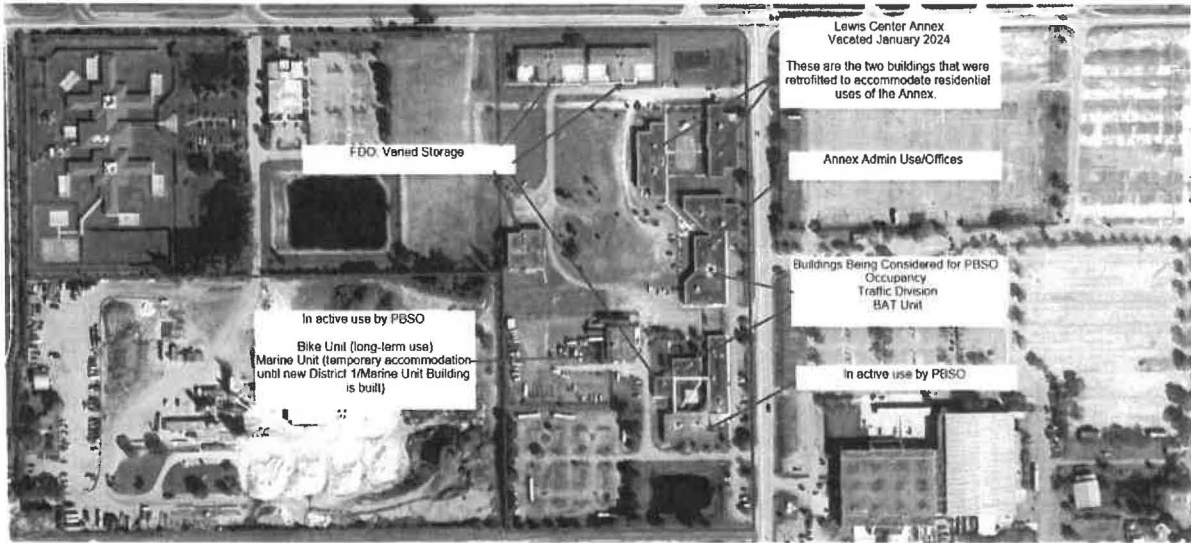 Lewis Center Annex
Vacated January 2024
These are the two buildings that were
retrofitted to accommodate residential
uses of the Annex.
FDO, Varied Storage
Annex Admin Use/Offices
Buildings Being Considered for PBSO
Occupancy
Traffic Division
BAT Unit
In active use by PBSO
Bike Unit (long-term use)
Marine Unit (temporary accommodation
until new District 1/Marine Unit Building
is built)
In active use by PBSO